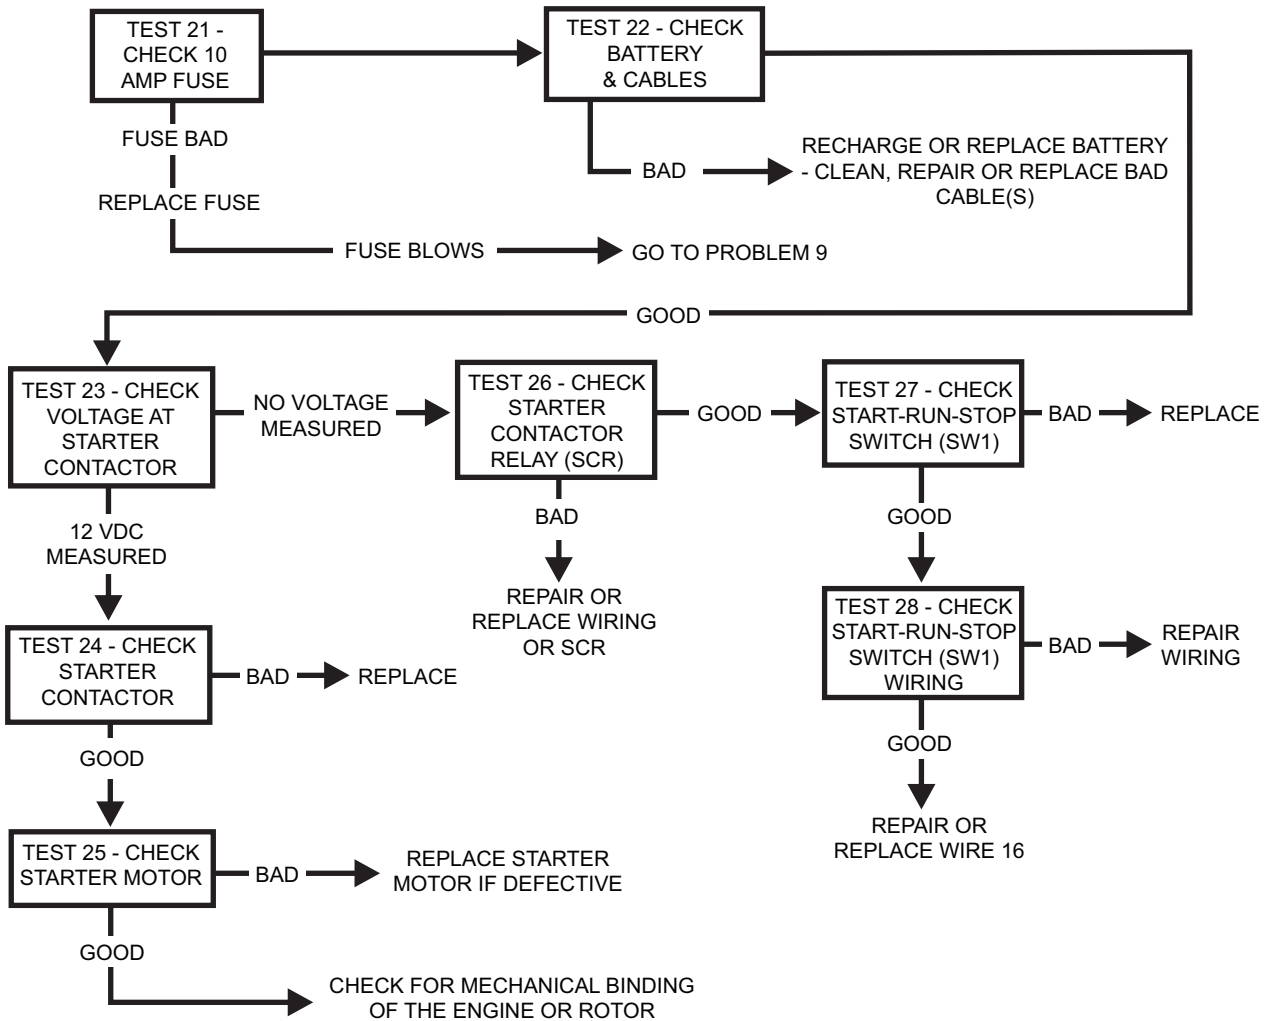 TEST 21 -
CHECK 10
AMP FUSE
TEST 22 - CHECK
BATTERY
& CABLES
FUSE BAD
REPLACE FUSE
BAD
RECHARGE OR REPLACE BATTERY
- CLEAN, REPAIR OR REPLACE BAD
CABLE(S)
FUSE BLOWS
GO TO PROBLEM 9
GOOD
TEST 23 - CHECK
VOLTAGE AT
STARTER
CONTACTOR
NO VOLTAGE
MEASURED
TEST 26 - CHECK
STARTER
CONTACTOR
RELAY (SCR)
GOOD
TEST 27 - CHECK
START-RUN-STOP
SWITCH (SW1)
BAD
REPLACE
12 VDC
MEASURED
BAD
REPAIR OR
REPLACE WIRING
OR SCR
GOOD
TEST 28 - CHECK
START-RUN-STOP
SWITCH (SW1)
WIRING
BAD
REPAIR
WIRING
TEST 24 - CHECK
STARTER
CONTACTOR
BAD
REPLACE
GOOD
GOOD
REPAIR OR
REPLACE WIRE 16
TEST 25 - CHECK
STARTER MOTOR
BAD
REPLACE STARTER
MOTOR IF DEFECTIVE
GOOD
CHECK FOR MECHANICAL BINDING
OF THE ENGINE OR ROTOR